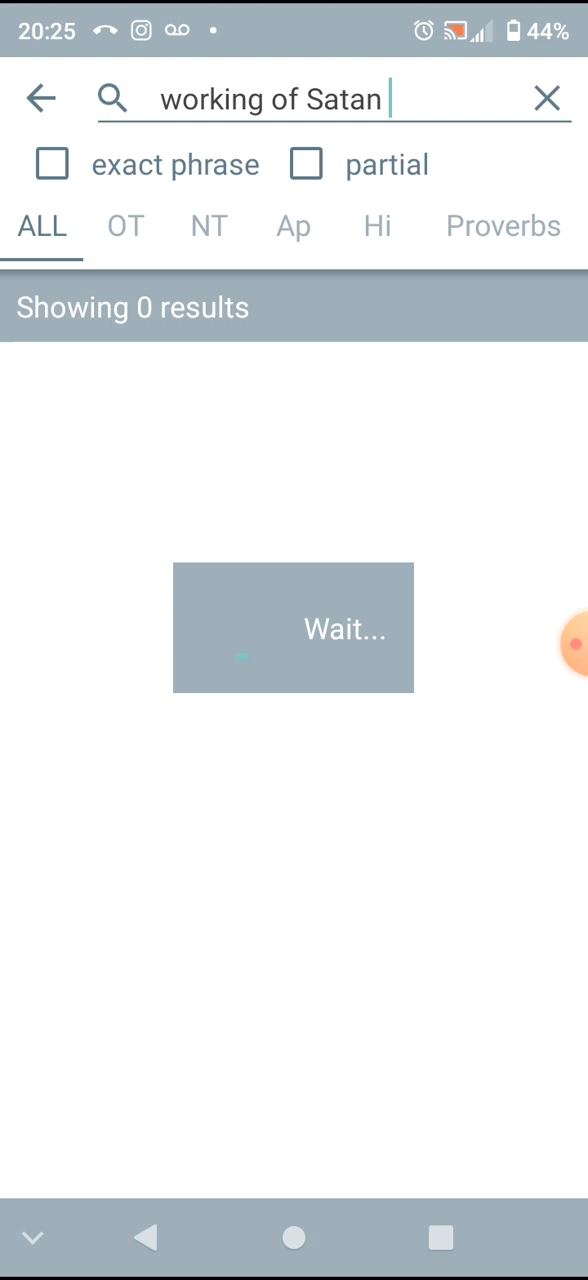 20:25 44%
working of Satan
exact phrase partial
ALL OT NT Ap Hi Proverbs
Showing 0 results
Wait...